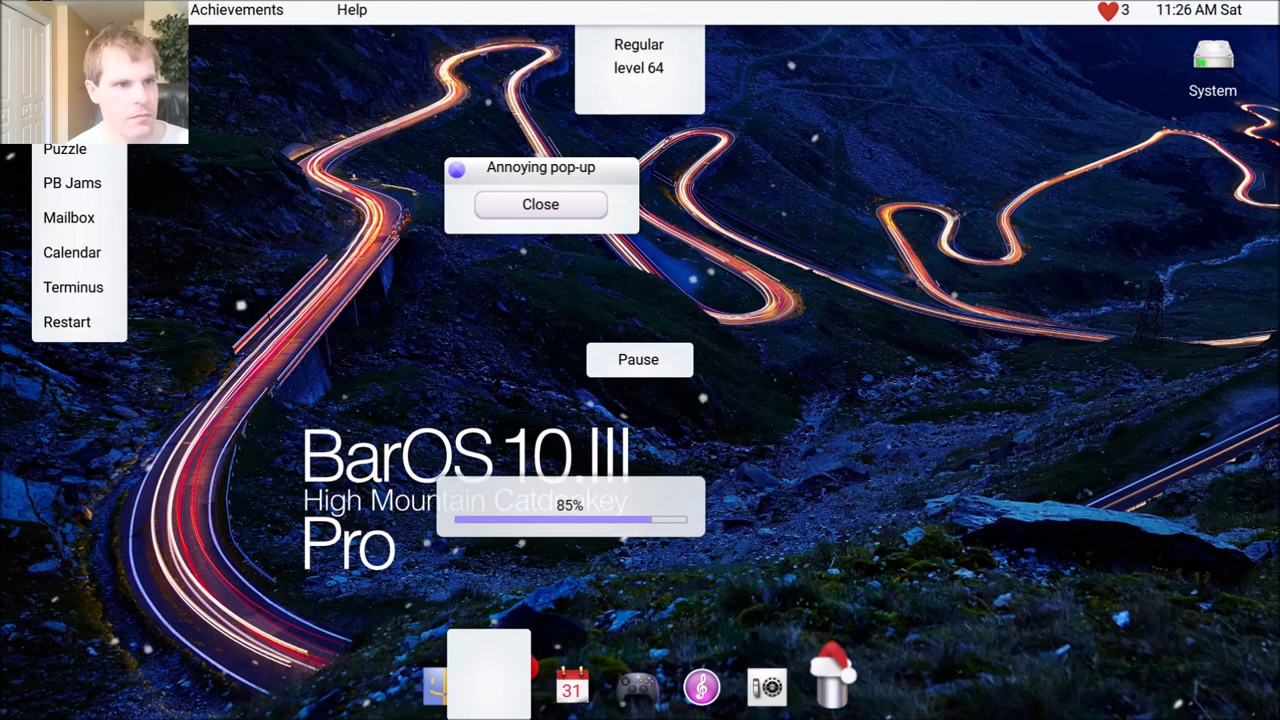 Achievements
Help
3
11:26 AM Sat
Regular
level 64
System
Annoying pop-up
Close
Puzzle
PB Jams
Mailbox
Calendar
Terminus
Restart
Pause
BarOS 10.III
High Mountain Catdonkey
Pro
85%
31